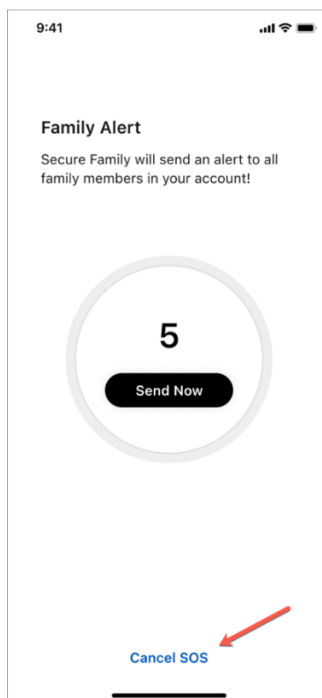 9:41
Family Alert
Secure Family will send an alert to all
family members in your account!
5
Send Now
Cancel SOS